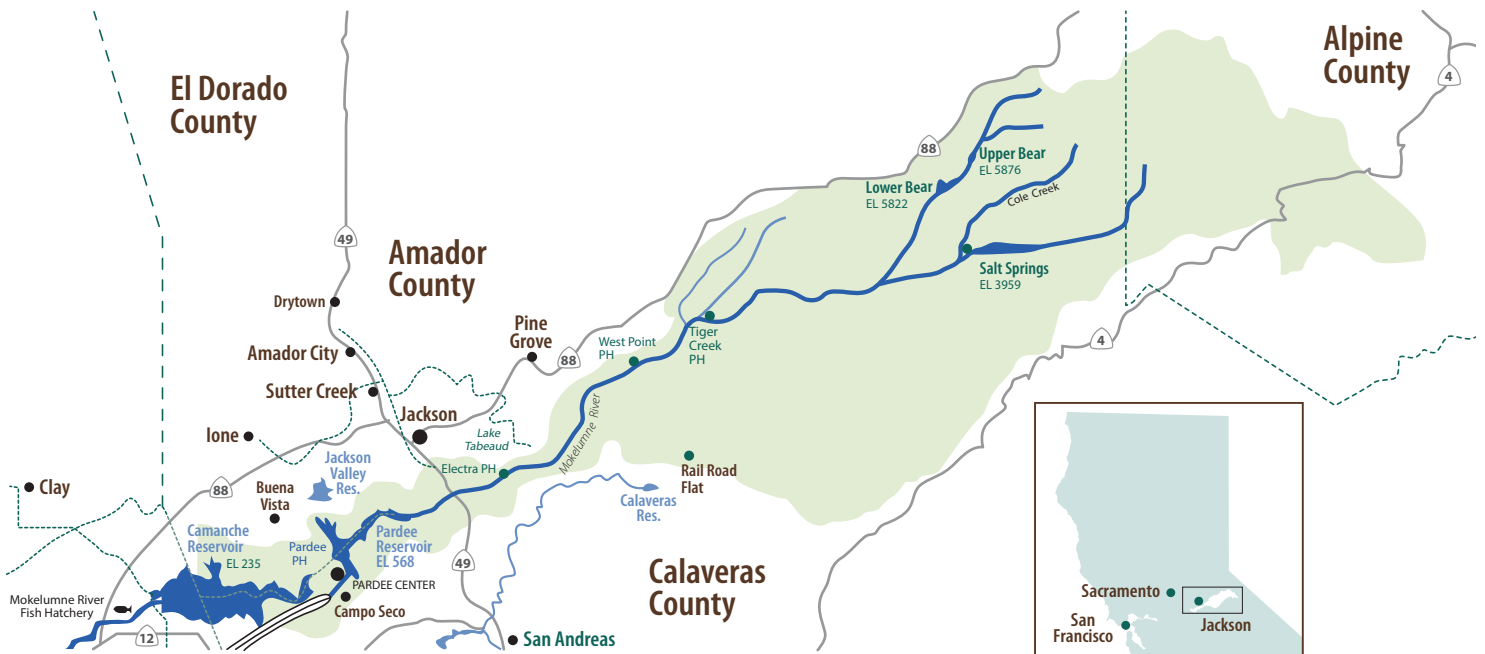 El Dorado
County
Alpine
County
4
88
Upper Bear
EL 5876
Lower Bear
EL 5822
Cole Creek
49
Amador
County
Salt Springs
EL 3959
Drytown
Pine
Grove
88
West Point
PH
Tiger
Creek
PH
4
Amador City
Sutter Creek
Jackson
Mokelumne River
Ione
Lake
Tabeaud
Electra PH
Rail Road
Flat
Jackson
Valley
Res.
88
Clay
Buena
Vista
Calaveras
Res.
Camanche
Reservoir
EL 235
Pardee
PH
Pardee
Reservoir
EL 568
49
PARDEE CENTER
Calaveras
County
Mokelumne River
Fish Hatchery
Campo Seco
12
San Andreas
Sacramento
San
Francisco
Jackson